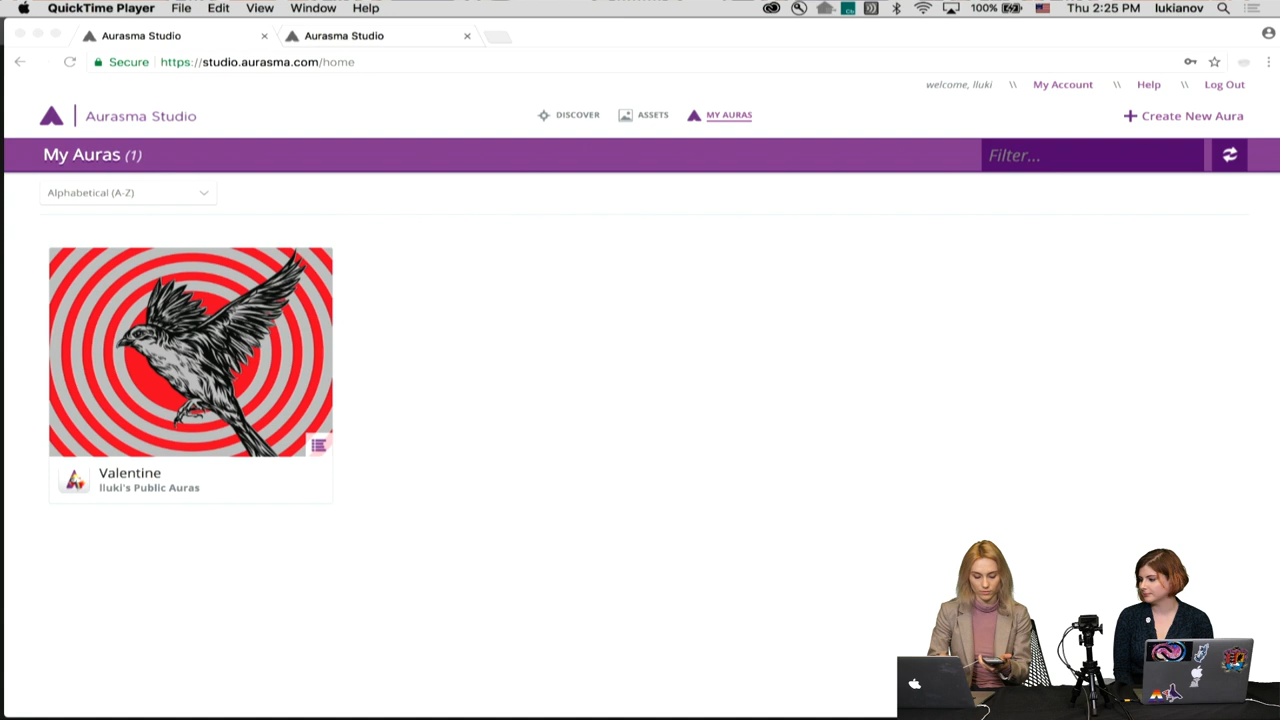 QuickTime Player File Edit View Window Help 100% Thu 2:25 PM lukianov
Aurasma Studio Aurasma Studio
Secure https://studio.aurasma.com/home
welcome, lluki \\ My Account \\ Help \\ Log Out
Aurasma Studio DISCOVER ASSETS MY AURAS + Create New Aura
My Auras (1) Filter...
Alphabetical (A-Z)
Valentine
lluki's Public Auras